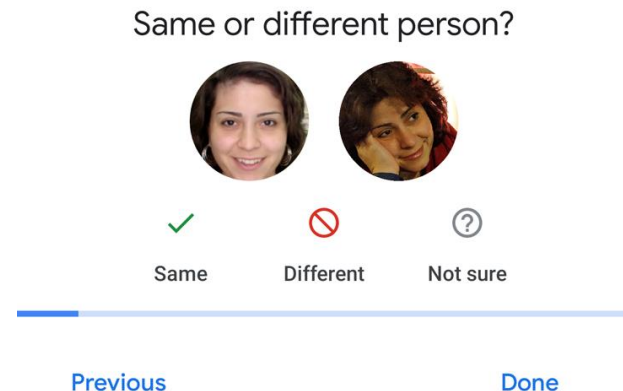 Same or different person?
Same Different Not sure
Previous Done